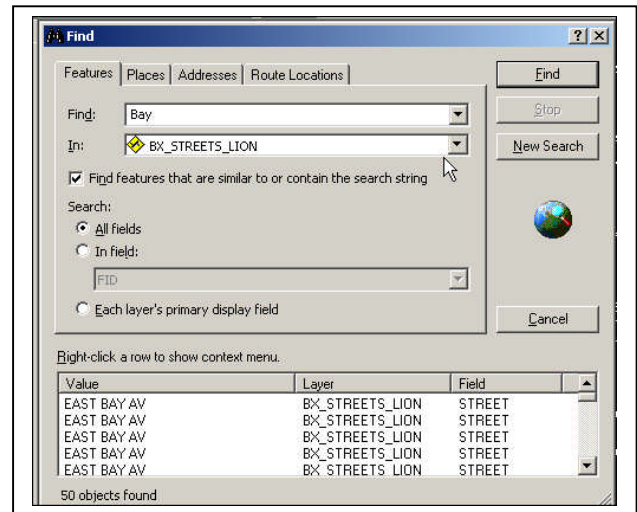 Find
Features Places Addresses Route Locations
Find
Find: Bay
Stop
In: BX_STREETS_LION
New Search
Find features that are similar to or contain the search string
Search:
All fields
In field:
FID
Each layer's primary display field
Cancel
Right-click a row to show context menu.
Value Layer Field
EAST BAY AV BX_STREETS_LION STREET
EAST BAY AV BX_STREETS_LION STREET
EAST BAY AV BX_STREETS_LION STREET
EAST BAY AV BX_STREETS_LION STREET
EAST BAY AV BX_STREETS_LION STREET
50 objects found